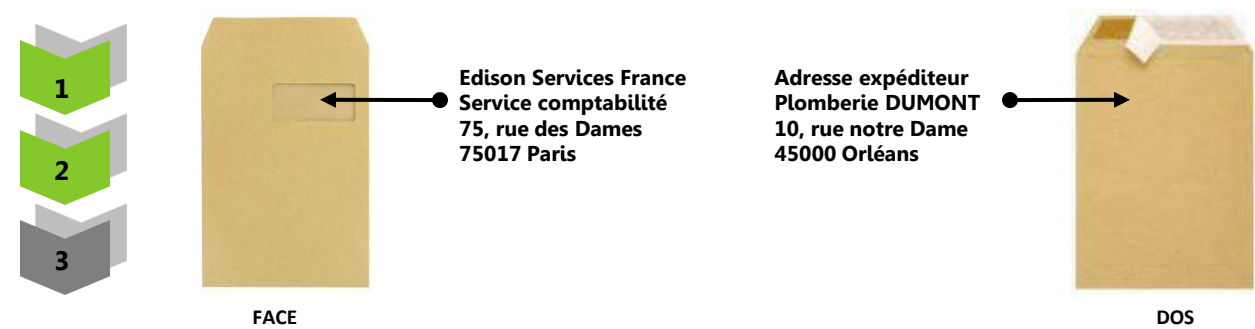 1
2
3
Edison Services France
Service comptabilité
75, rue des Dames
75017 Paris
Adresse expéditeur
Plomberie DUMONT
10, rue notre Dame
45000 Orléans
FACE
DOS